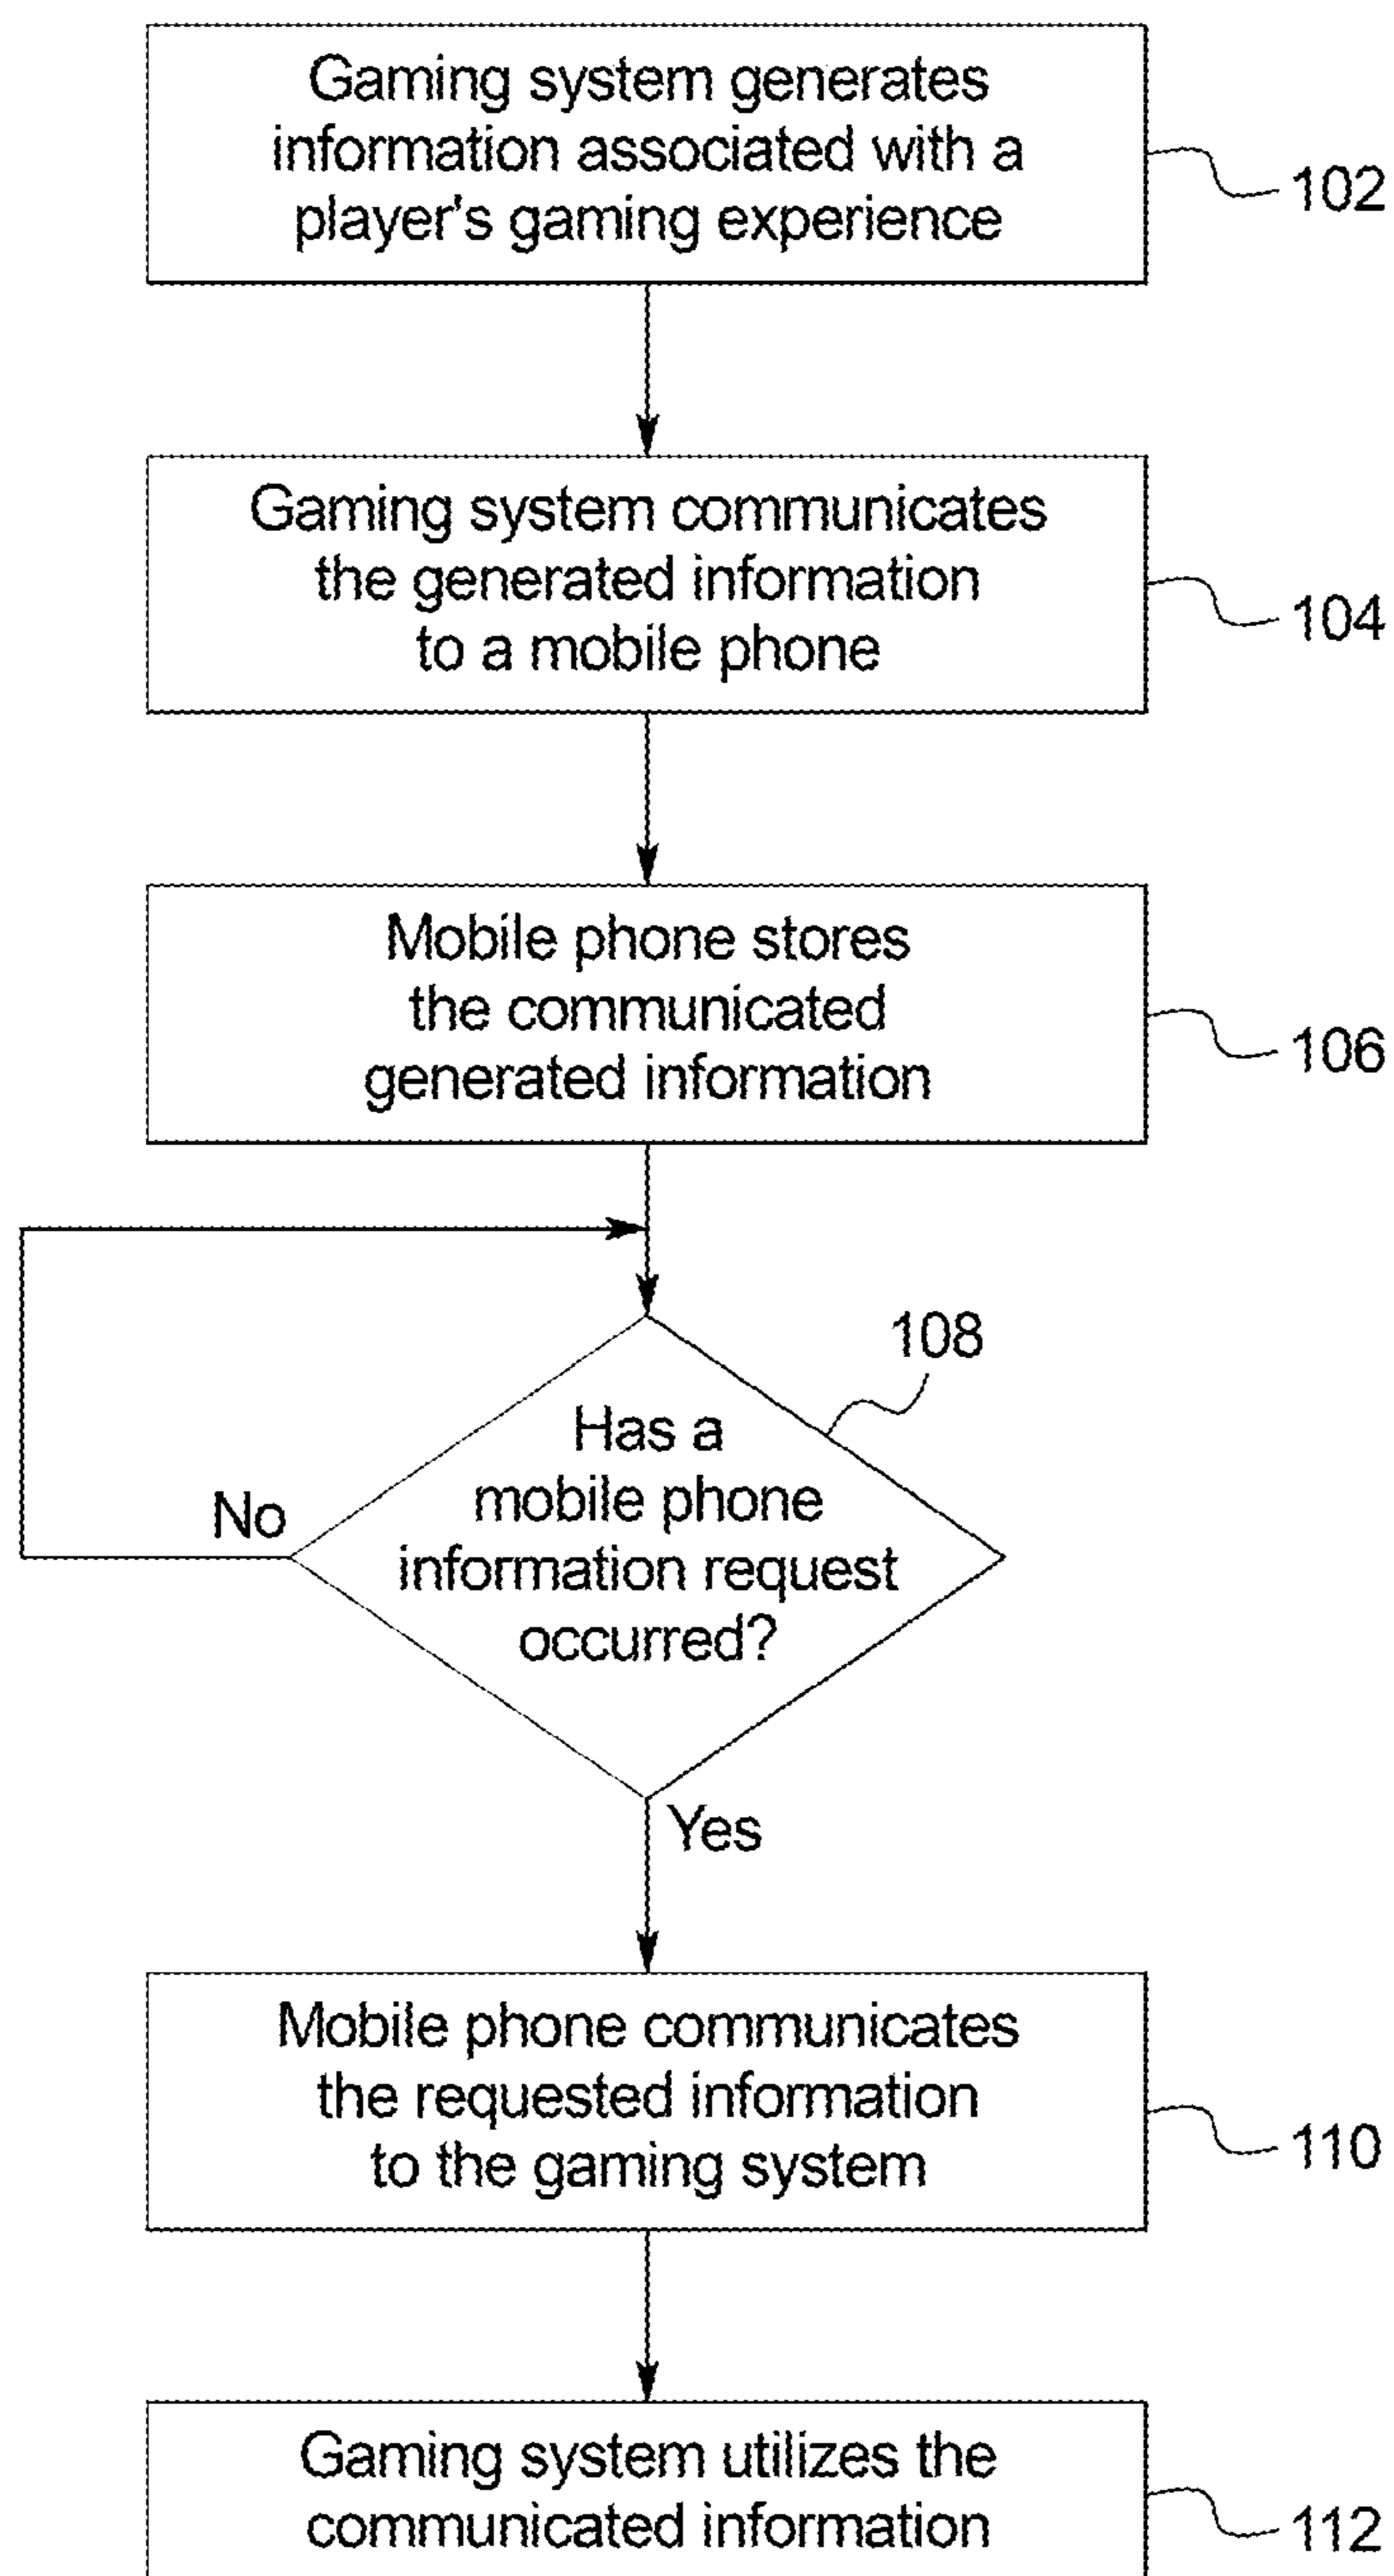 Gaming system generates
information associated with a
player's gaming experience
102
Gaming system communicates
the generated information
to a mobile phone
104
Mobile phone stores
the communicated
generated information
106
108
Has a
mobile phone
information request
occurred?
No
Yes
Mobile phone communicates
the requested information
to the gaming system
110
Gaming system utilizes the
communicated information
112